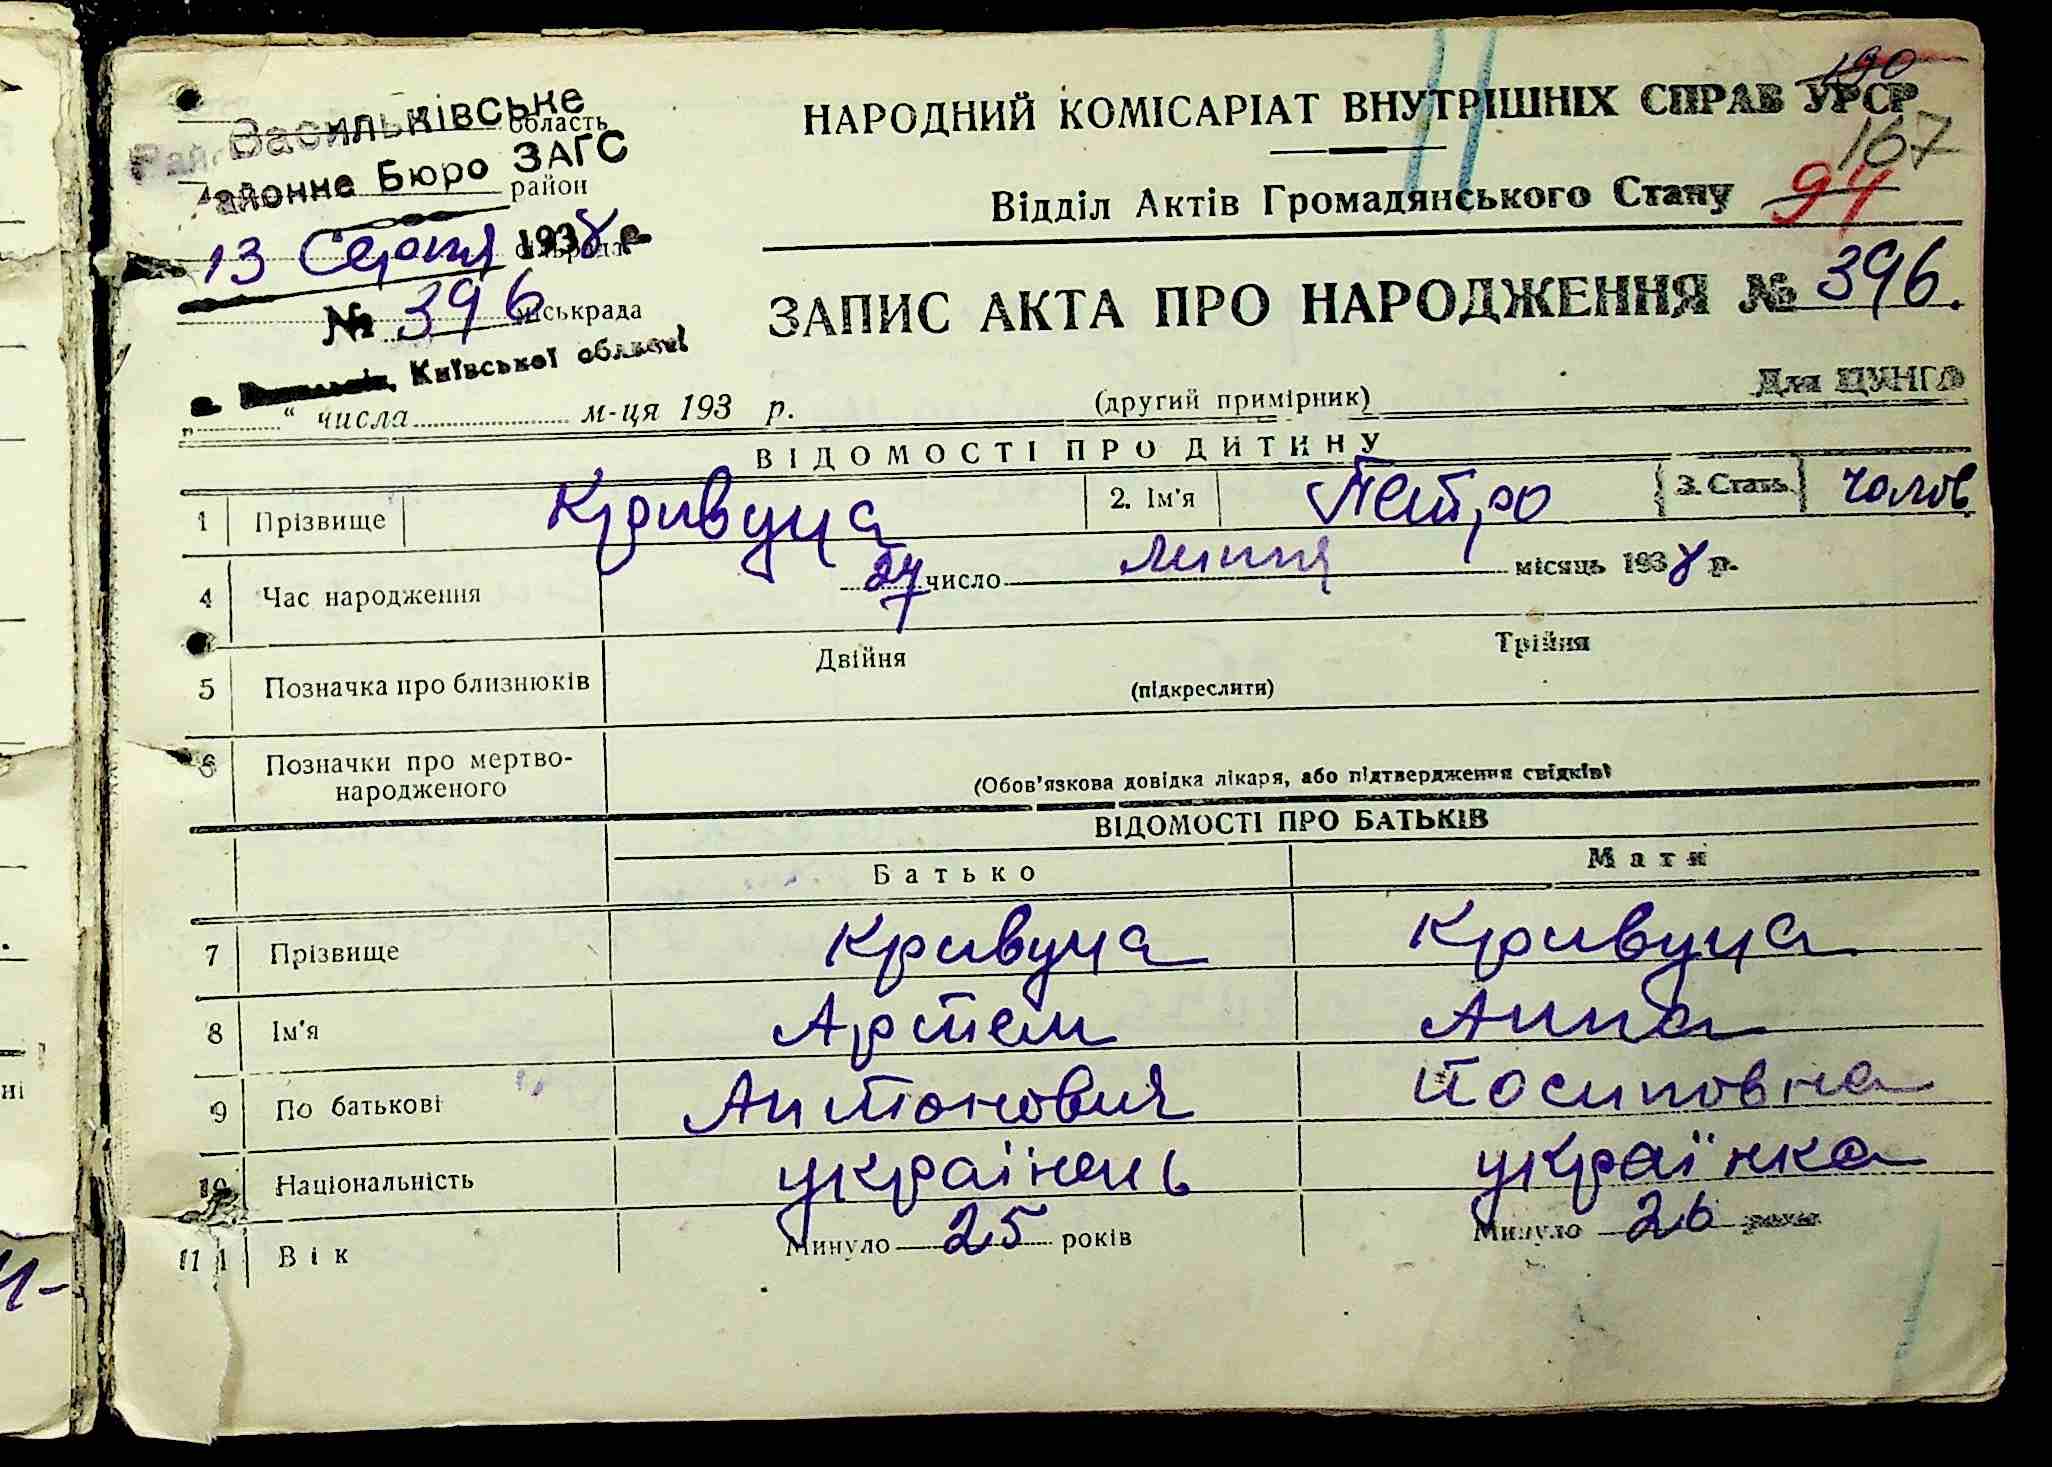 190
НАРОДНИЙ КОМІСАРІАТ ВНУТРІШНІХ СПРАВ УРСР
167
Васильківське область
Районне Бюро ЗАГС район
Відділ Актів Громадянського Стану 94
13 Серпня 1938 р. сільрада
№ 396 міськрада
ЗАПИС АКТА ПРО НАРОДЖЕННЯ № 396.
Київської області
„ “ числа м-ця 193 р. (другий примірник) Для ЦУНГО
ВІДОМОСТІ ПРО ДИТИНУ
1 Прізвище Кривуца 2. Ім'я Петро 3. Стать чолов
4 Час народження 27 число липня місяць 1938 р.
5 Позначка про близнюків Двійня Трійня
(підкреслити)
6 Позначки про мертво-
народженого (Обов'язкова довідка лікаря, або підтвердження свідків)
ВІДОМОСТІ ПРО БАТЬКІВ
Батько Мати
7 Прізвище Кривуца Кривуца
8 Ім'я Артем Анна
9 По батькові Антонович Йосиповна
10 Національність українець українка
11 Вік Минуло 25 років Минуло 26 років